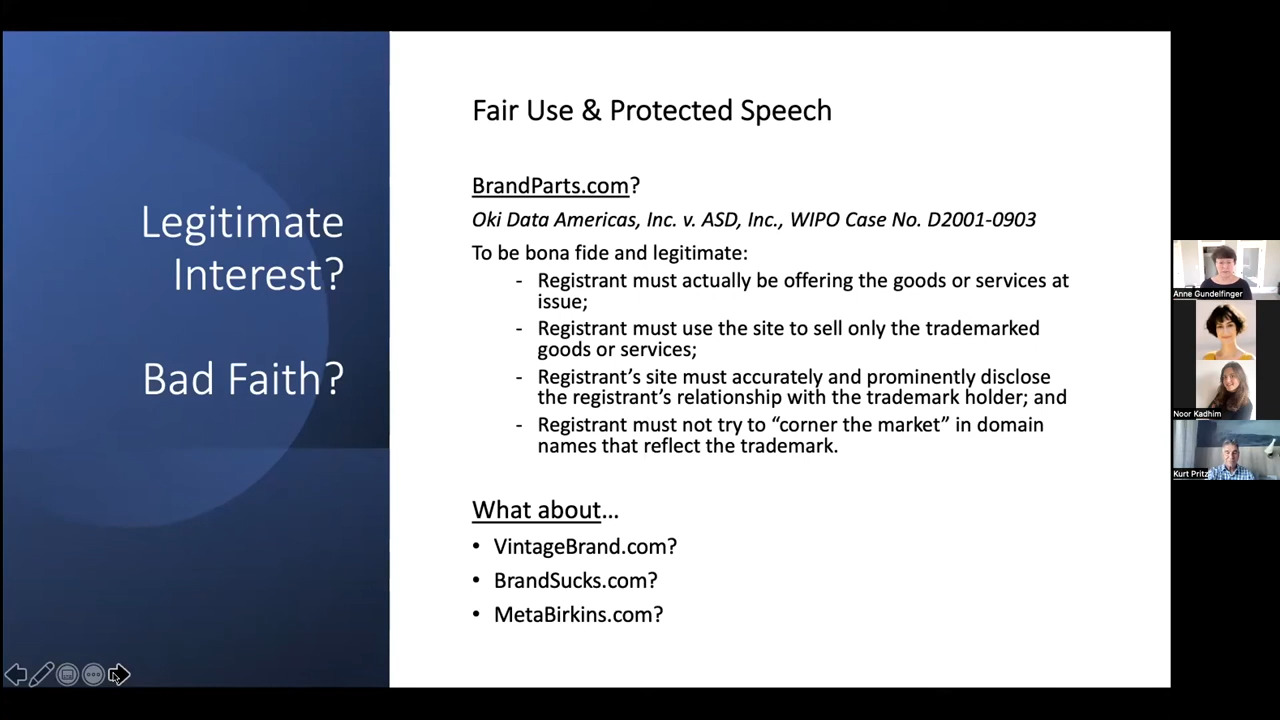 Legitimate
Interest?
Bad Faith?
Fair Use & Protected Speech
BrandParts.com?
Oki Data Americas, Inc. v. ASD, Inc., WIPO Case No. D2001-0903
To be bona fide and legitimate:
- Registrant must actually be offering the goods or services at
issue;
- Registrant must use the site to sell only the trademarked
goods or services;
- Registrant’s site must accurately and prominently disclose
the registrant’s relationship with the trademark holder; and
- Registrant must not try to “corner the market” in domain
names that reflect the trademark.
What about…
• VintageBrand.com?
• BrandSucks.com?
• MetaBirkins.com?
Anne Gundelfinger
Noor Kadhim
Kurt Pritz